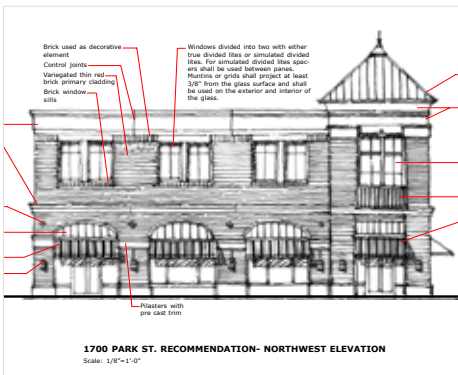 Brick used as decorative
element
Control joints
Variegated thin red
brick primary cladding
Brick window
sills
Windows divided into two with either
true divided lites or simulated divided
lites. For simulated divided lites spac-
ers shall be used between panes.
Muntins or grids shall project at least
3/8" from the glass surface and shall
be used on the exterior and interior of
the glass.
Pilasters with
pre cast trim
1700 PARK ST. RECOMMENDATION- NORTHWEST ELEVATION
Scale: 1/8"=1'-0"